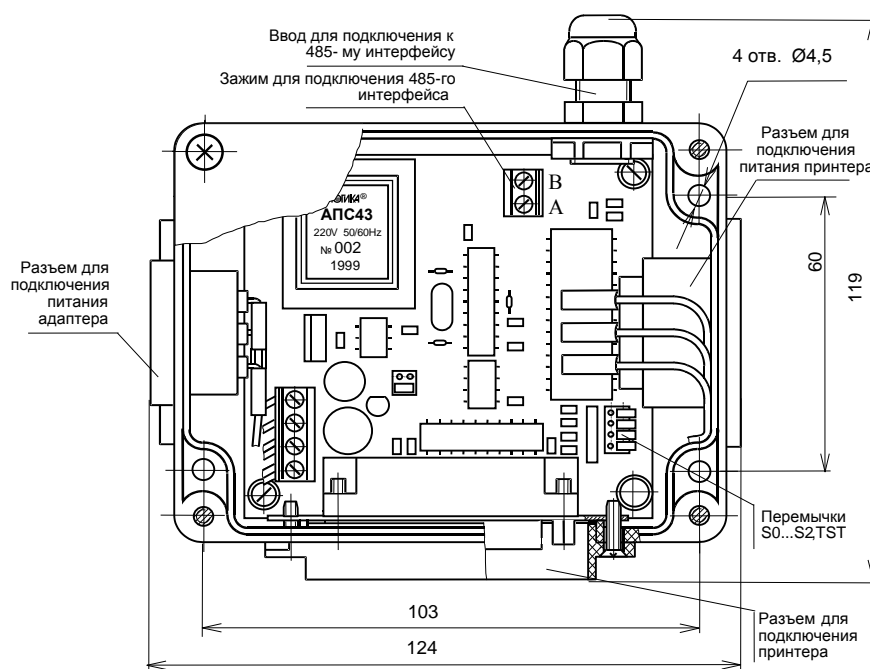 Ввод для подключения к
485- му интерфейсу
Зажим для подключения 485-го
интерфейса
4 отв. Ø4,5
Разъем для
подключения
питания принтера
В
А
АПС43
220V 50/60Hz
№ 002
1999
Разъем для
подключения
питания
адаптера
60
119
Перемычки
S0...S2,TST
103
124
Разъем для
подключения
принтера